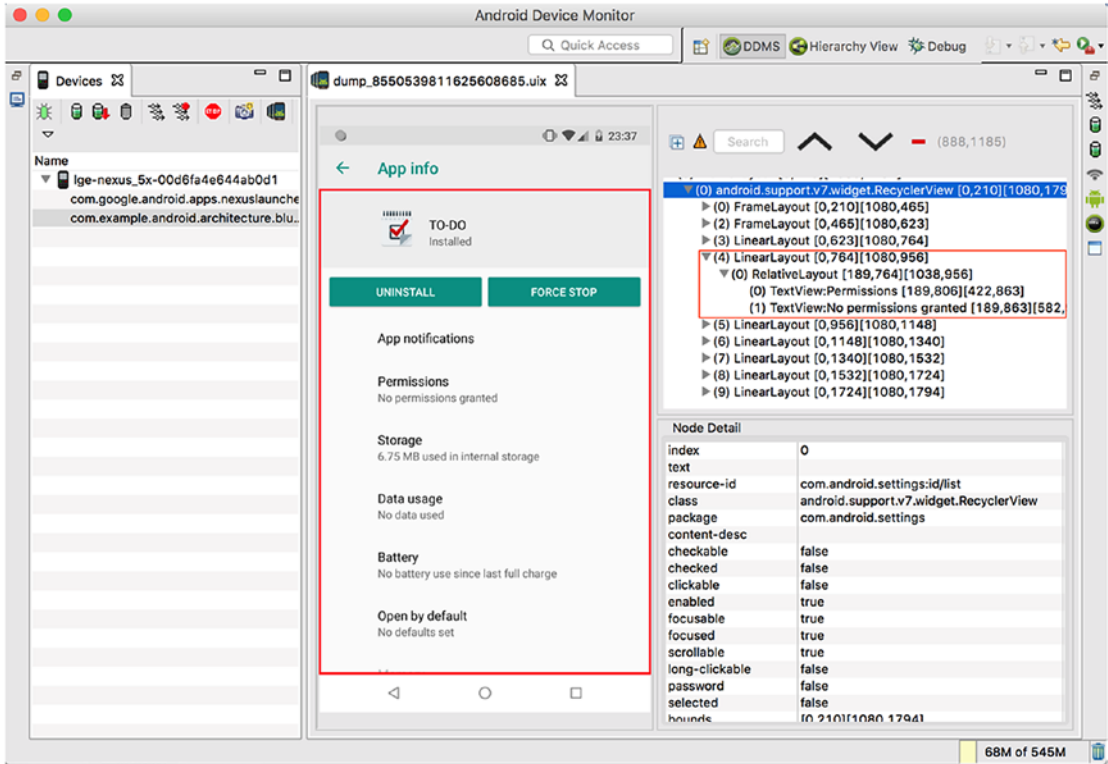 Android Device Monitor
Quick Access
DDMS Hierarchy View Debug
Devices
dump_8550539811625608685.uix
Name
lge-nexus_5x-00d6fa4e644ab0d1
com.google.android.apps.nexuslaunche
com.example.android.architecture.blu..
23:37
App info
TO-DO
Installed
UNINSTALL FORCE STOP
App notifications
Permissions
No permissions granted
Storage
6.75 MB used in internal storage
Data usage
No data used
Battery
No battery use since last full charge
Open by default
No defaults set
Search (888,1185)
(0) android.support.v7.widget.RecyclerView [0,210][1080,179
(0) FrameLayout [0,210][1080,465]
(2) FrameLayout [0,465][1080,623]
(3) LinearLayout [0,623][1080,764]
(4) LinearLayout [0,764][1080,956]
(0) RelativeLayout [189,764][1038,956]
(0) TextView:Permissions [189,806][422,863]
(1) TextView:No permissions granted [189,863][582,
(5) LinearLayout [0,956][1080,1148]
(6) LinearLayout [0,1148][1080,1340]
(7) LinearLayout [0,1340][1080,1532]
(8) LinearLayout [0,1532][1080,1724]
(9) LinearLayout [0,1724][1080,1794]
Node Detail
index 0
text
resource-id com.android.settings:id/list
class android.support.v7.widget.RecyclerView
package com.android.settings
content-desc
checkable false
checked false
clickable false
enabled true
focusable true
focused true
scrollable true
long-clickable false
password false
selected false
bounds [0,210][1080,1794]
68M of 545M